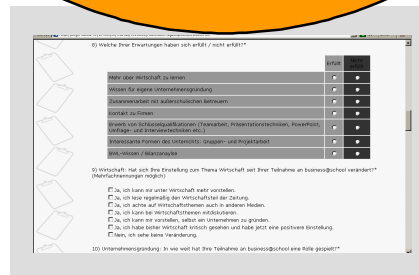 8) Welche Ihrer Erwartungen haben sich erfüllt / nicht erfüllt?*
Erfüllt
Nicht erfüllt
Mehr über Wirtschaft zu lernen
Wissen für eigene Unternehmensgründung
Zusammenarbeit mit außerschulischen Betreuern
Kontakt zu Firmen
Erwerb von Schlüsselqualifikationen (Teamarbeit, Präsentationstechniken, PowerPoint,
Umfrage- und Interviewtechniken etc.)
Interessante Formen des Unterrichts: Gruppen- und Projektarbeit
BWL-Wissen / Bilanzanalyse
9) Wirtschaft: Hat sich Ihre Einstellung zum Thema Wirtschaft seit Ihrer Teilnahme an business@school verändert?*
(Mehrfachnennungen möglich)
Ja, ich kann mir unter Wirtschaft mehr vorstellen.
Ja, ich lese regelmäßig den Wirtschaftsteil der Zeitung.
Ja, ich achte auf Wirtschaftsthemen auch in anderen Medien.
Ja, ich kann bei Wirtschaftsthemen mitdiskutieren.
Ja, ich kann mir vorstellen, selbst ein Unternehmen zu gründen.
Ja, ich habe bisher Wirtschaft kritisch gesehen und habe jetzt eine positivere Einstellung.
Nein, ich sehe keine Veränderung.
10) Unternehmensgründung: In wie weit hat Ihre Teilnahme an business@school eine Rolle gespielt?*